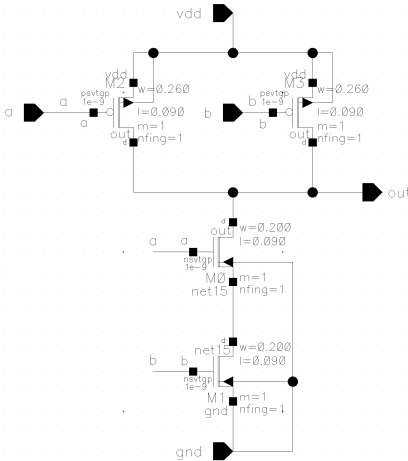 vdd
vdd
M2
w=0.260
psvtgp
1e-9
l=0.090
a
a
a
out
m=1
d
nfing=1
vdd
M3
w=0.260
psvtgp
1e-9
l=0.090
b
b
b
out
m=1
d
nfing=1
out
d
out
w=0.200
l=0.090
a
a
nsvtgp
1e-9
M0
m=1
net15
nfing=1
d
net15
w=0.200
l=0.090
b
b
nsvtgp
1e-9
M1
m=1
gnd
nfing=1
gnd